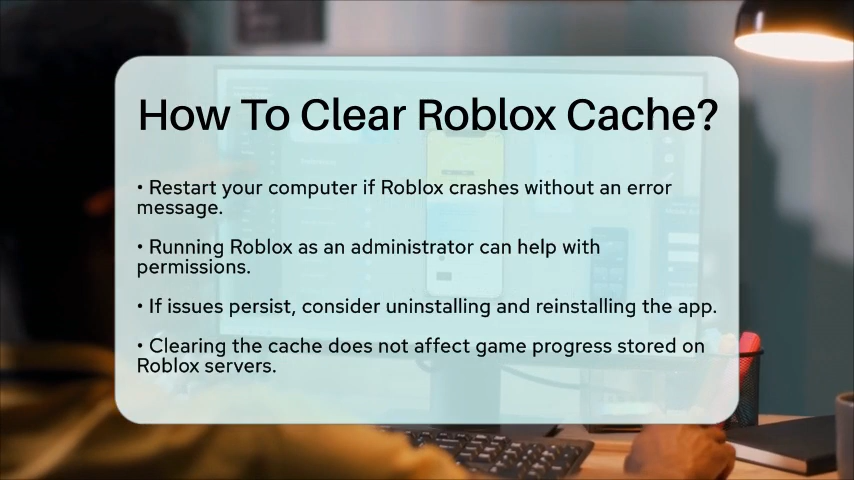 How To Clear Roblox Cache?
• Restart your computer if Roblox crashes without an error
message.
• Running Roblox as an administrator can help with
permissions.
• If issues persist, consider uninstalling and reinstalling the app.
• Clearing the cache does not affect game progress stored on
Roblox servers.